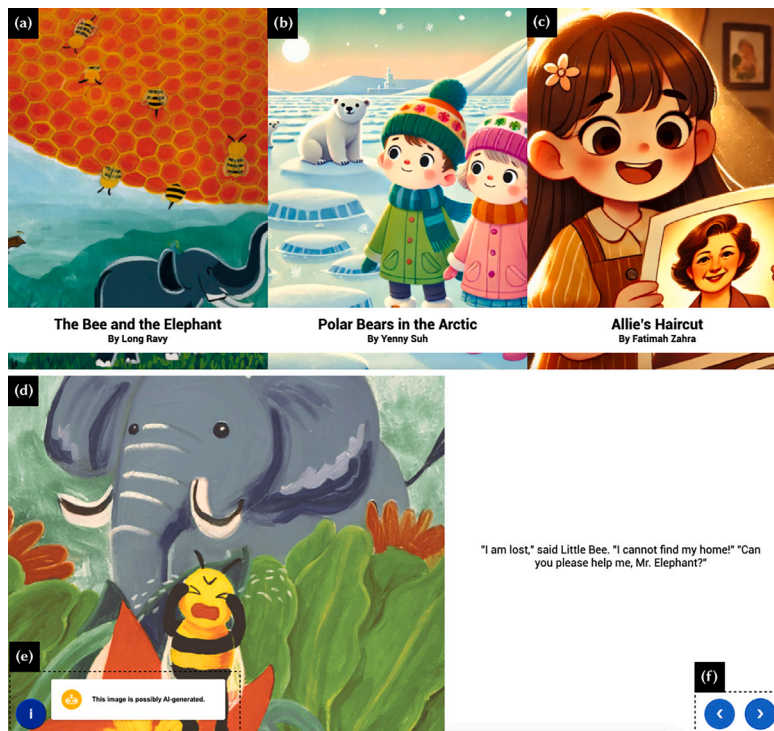 (a)
(b)
(c)
The Bee and the Elephant
By Long Ravy
Polar Bears in the Arctic
By Yenny Suh
Allie's Haircut
By Fatimah Zahra
(d)
"I am lost," said Little Bee. "I cannot find my home!" "Can
you please help me, Mr. Elephant?"
(e)
i
This image is possibly AI-generated.
(f)